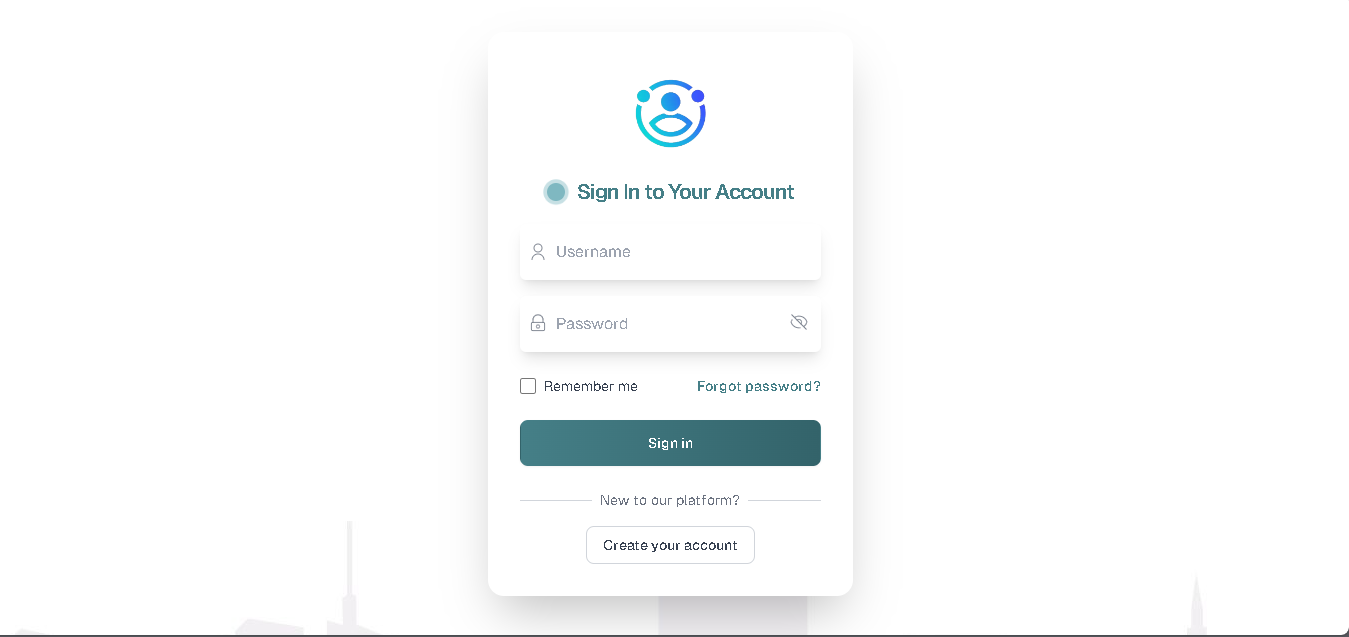 Sign In to Your Account
Username
Password
Remember me Forgot password?
Sign in
New to our platform?
Create your account